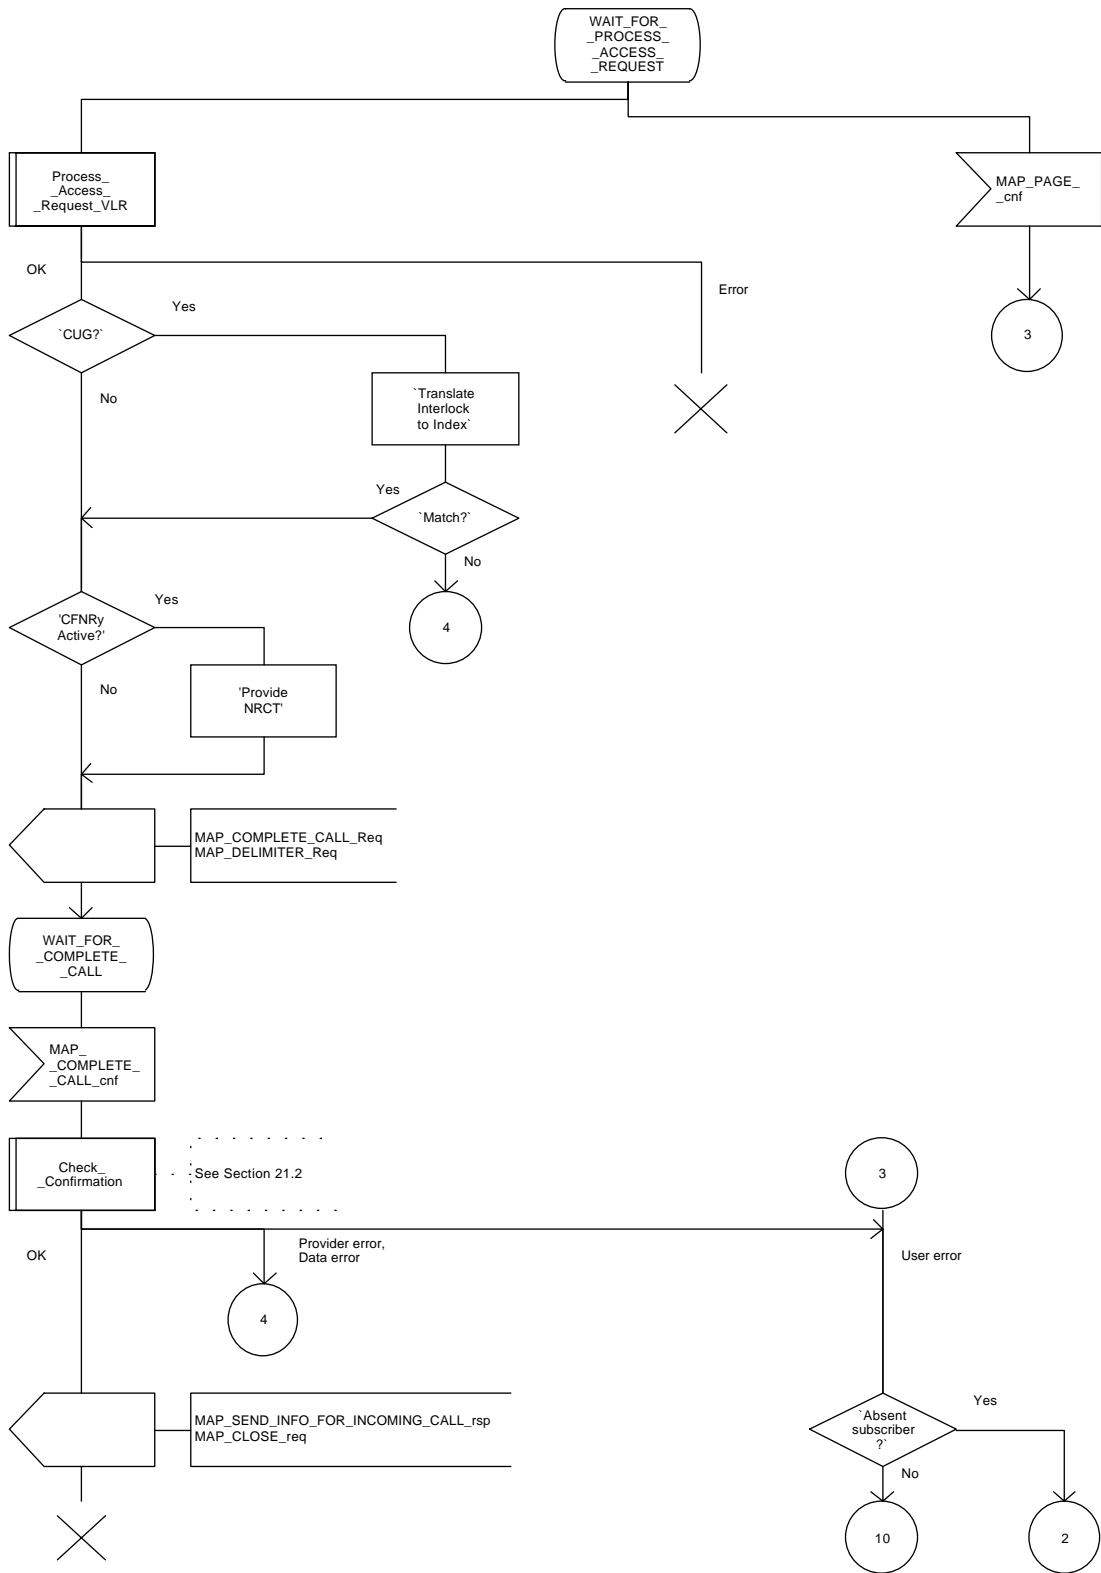 WAIT_FOR_
_PROCESS_
_ACCESS_
_REQUEST
Process_
_Access_
_Request_VLR
MAP_PAGE_
_cnf
OK
Error
Yes
`CUG?`
3
No
`Translate
Interlock
to Index`
Yes
`Match?`
No
'CFNRy
Active?'
Yes
4
No
'Provide
NRCT'
MAP_COMPLETE_CALL_Req
MAP_DELIMITER_Req
WAIT_FOR_
_COMPLETE_
_CALL
MAP_
_COMPLETE_
_CALL_cnf
Check_
_Confirmation
See Section 21.2
3
OK
Provider error,
Data error
User error
4
MAP_SEND_INFO_FOR_INCOMING_CALL_rsp
MAP_CLOSE_req
`Absent
subscriber
?`
Yes
No
10
2